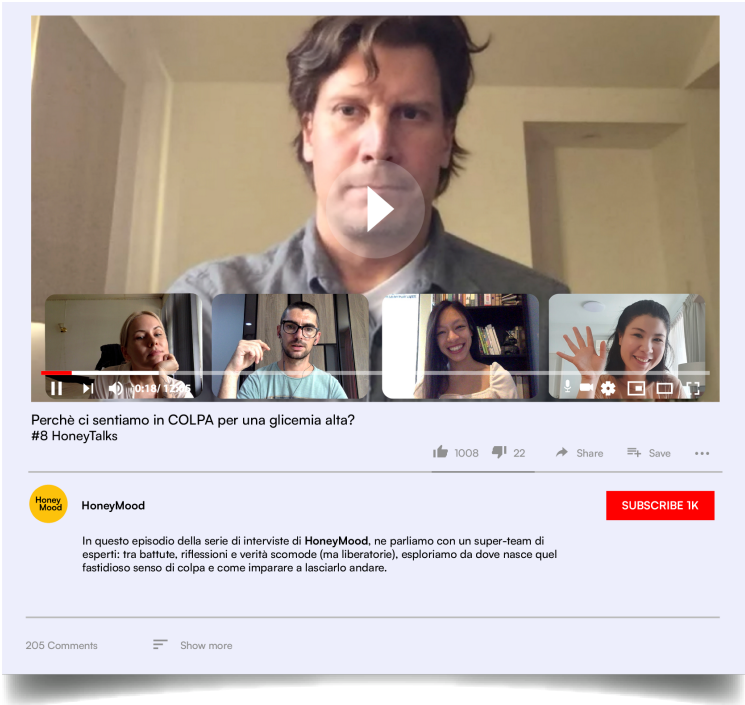 0:18/
Perchè ci sentiamo in COLPA per una glicemia alta?
#8 HoneyTalks
1008
22
Share
Save
Honey
Mood
HoneyMood
SUBSCRIBE 1K
In questo episodio della serie di interviste di HoneyMood, ne parliamo con un super-team di
esperti: tra battute, riflessioni e verità scomode (ma liberatorie), esploriamo da dove nasce quel
fastidioso senso di colpa e come imparare a lasciarlo andare.
205 Comments
Show more